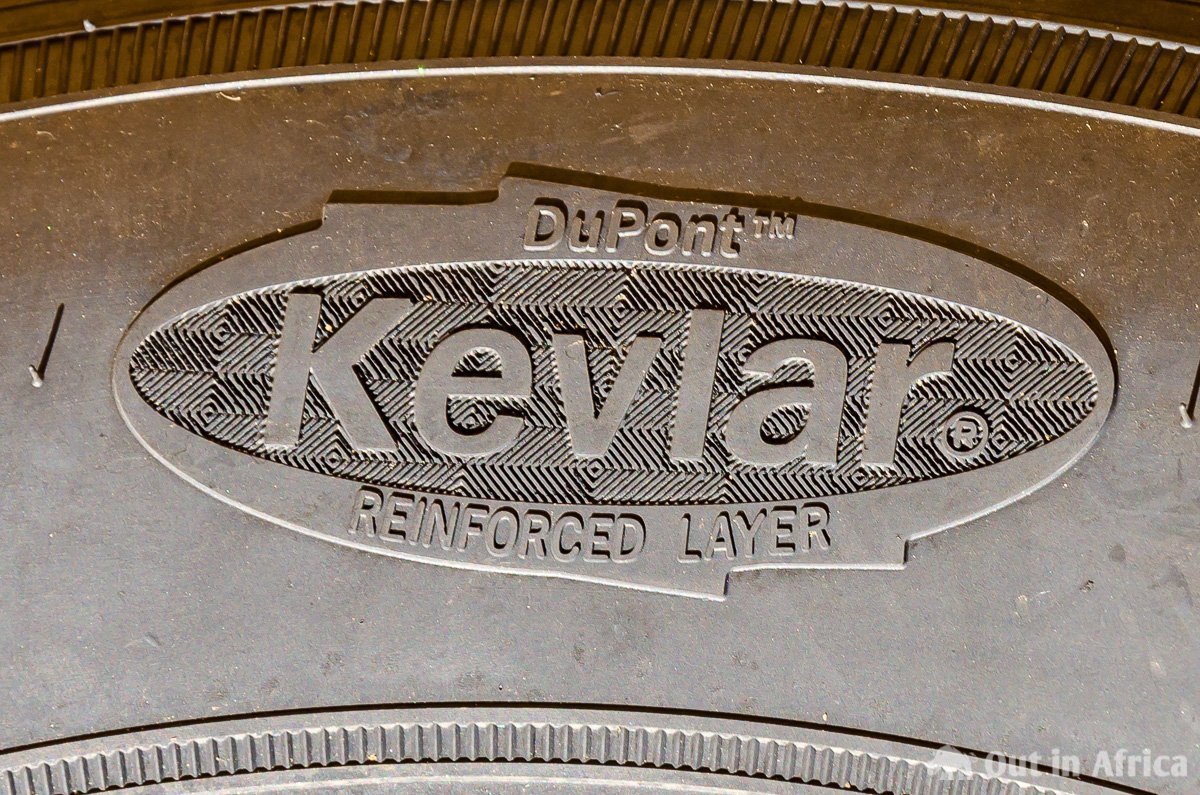 DuPont™
Kevlar®
REINFORCED LAYER
Out in Africa